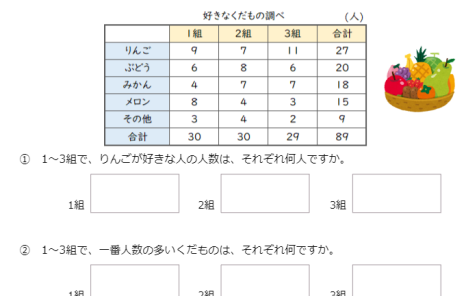 好きなくだもの調べ (人)
1組 2組 3組 合計
りんご 9 7 11 27
ぶどう 6 8 6 20
みかん 4 7 7 18
メロン 8 4 3 15
その他 3 4 2 9
合計 30 30 29 89
① 1～3組で、りんごが好きな人の人数は、それぞれ何人ですか。
1組 2組 3組
② 1～3組で、一番人数の多いくだものは、それぞれ何ですか。
1組 2組 3組